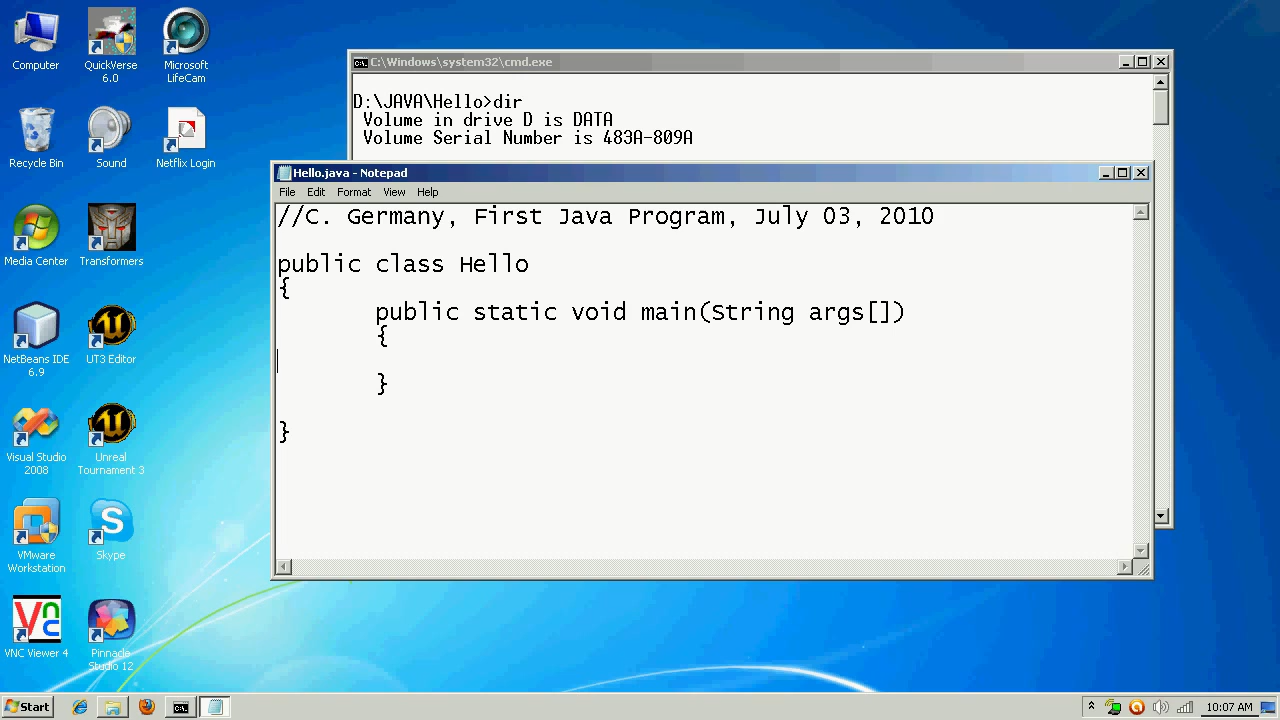 Computer
QuickVerse
6.0
Microsoft
LifeCam
Recycle Bin
Sound
Netflix Login
Media Center
Transformers
NetBeans IDE
6.9
UT3 Editor
Visual Studio
2008
Unreal
Tournament 3
VMware
Workstation
Skype
VNC Viewer 4
Pinnacle
Studio 12
C:\Windows\system32\cmd.exe
D:\JAVA\Hello>dir
Volume in drive D is DATA
Volume Serial Number is 483A-809A
Hello.java - Notepad
File Edit Format View Help
//C. Germany, First Java Program, July 03, 2010
public class Hello
{
public static void main(String args[])
{
}
}
Start
10:07 AM